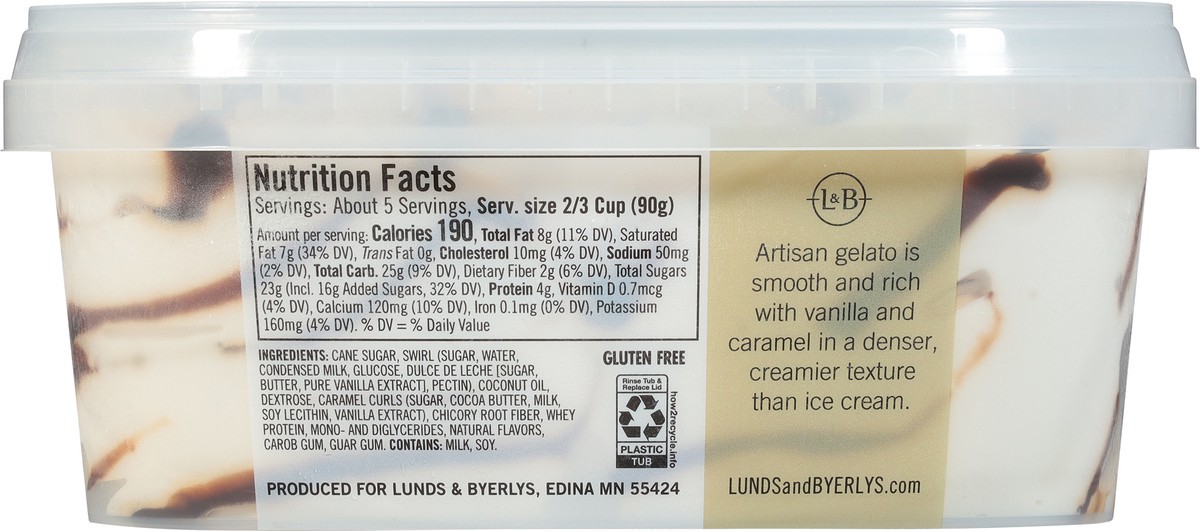 Nutrition Facts
Servings: About 5 Servings, Serv. size 2/3 Cup (90g)
Amount per serving: Calories 190, Total Fat 8g (11% DV), Saturated
Fat 7g (34% DV), Trans Fat 0g, Cholesterol 10mg (4% DV), Sodium 50mg
(2% DV), Total Carb. 25g (9% DV), Dietary Fiber 2g (6% DV), Total Sugars
23g (Incl. 16g Added Sugars, 32% DV), Protein 4g, Vitamin D 0.7mcg
(4% DV), Calcium 120mg (10% DV), Iron 0.1mg (0% DV), Potassium
160mg (4% DV). % DV = % Daily Value
INGREDIENTS: CANE SUGAR, SWIRL (SUGAR, WATER,
CONDENSED MILK, GLUCOSE, DULCE DE LECHE [SUGAR,
BUTTER, PURE VANILLA EXTRACT], PECTIN), COCONUT OIL,
DEXTROSE, CARAMEL CURLS (SUGAR, COCOA BUTTER, MILK,
SOY LECITHIN, VANILLA EXTRACT), CHICORY ROOT FIBER, WHEY
PROTEIN, MONO- AND DIGLYCERIDES, NATURAL FLAVORS,
CAROB GUM, GUAR GUM. CONTAINS: MILK, SOY.
GLUTEN FREE
Rinse Tub &
Replace Lid
PLASTIC
TUB
how2recycle.info
PRODUCED FOR LUNDS & BYERLYS, EDINA MN 55424
L&B
Artisan gelato is
smooth and rich
with vanilla and
caramel in a denser,
creamier texture
than ice cream.
LUNDSandBYERLYS.com